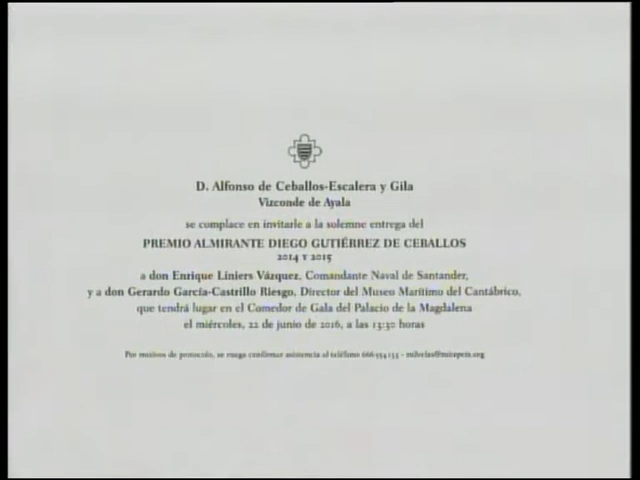 D. Alfonso de Ceballos-Escalera y Gila
Vizconde de Ayala
se complace en invitarle a la solemne entrega del
PREMIO ALMIRANTE DIEGO GUTIÉRREZ DE CEBALLOS
2014 Y 2015
a don Enrique Liniers Vázquez, Comandante Naval de Santander,
y a don Gerardo García-Castrillo Riesgo, Director del Museo Marítimo del Cantábrico,
que tendrá lugar en el Comedor de Gala del Palacio de la Magdalena
el miércoles, 22 de junio de 2016, a las 13:30 horas
Por motivos de protocolo, se ruega confirmar asistencia al teléfono